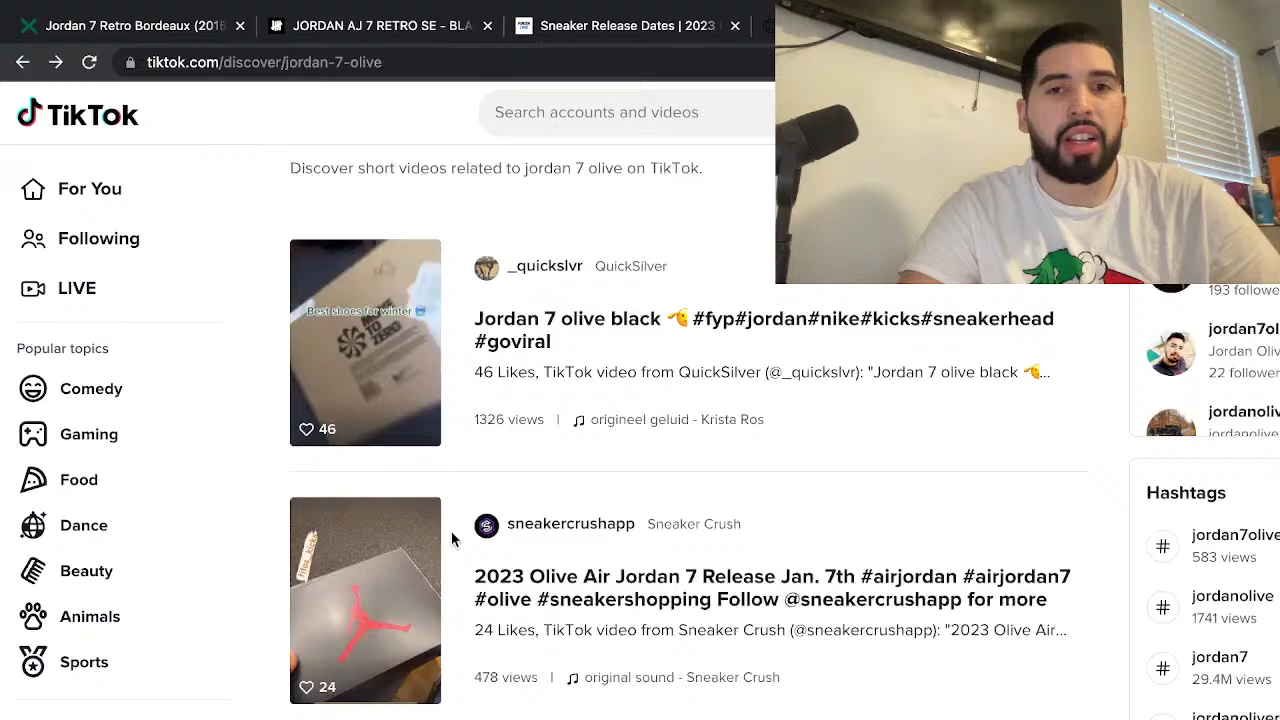 Jordan 7 Retro Bordeaux (2015
JORDAN AJ 7 RETRO SE - BLA
Sneaker Release Dates | 2023
tiktok.com/discover/jordan-7-olive
TikTok
Search accounts and videos
Discover short videos related to jordan 7 olive on TikTok.
For You
Following
LIVE
Popular topics
Comedy
Gaming
Food
Dance
Beauty
Animals
Sports
Best shoes for winter
46
_quickslvr QuickSilver
Jordan 7 olive black 🫡 #fyp#jordan#nike#kicks#sneakerhead
#goviral
46 Likes, TikTok video from QuickSilver (@_quickslvr): "Jordan 7 olive black 🫡...
1326 views | origineel geluid - Krista Ros
24
sneakercrushapp Sneaker Crush
2023 Olive Air Jordan 7 Release Jan. 7th #airjordan #airjordan7
#olive #sneakershopping Follow @sneakercrushapp for more
24 Likes, TikTok video from Sneaker Crush (@sneakercrushapp): "2023 Olive Air...
478 views | original sound - Sneaker Crush
193 followe
jordan7ol
Jordan Oliv
22 follower
jordanoliv
jordanolive
Hashtags
# jordan7olive
583 views
# jordanolive
1741 views
# jordan7
29.4M views
jordanoliver